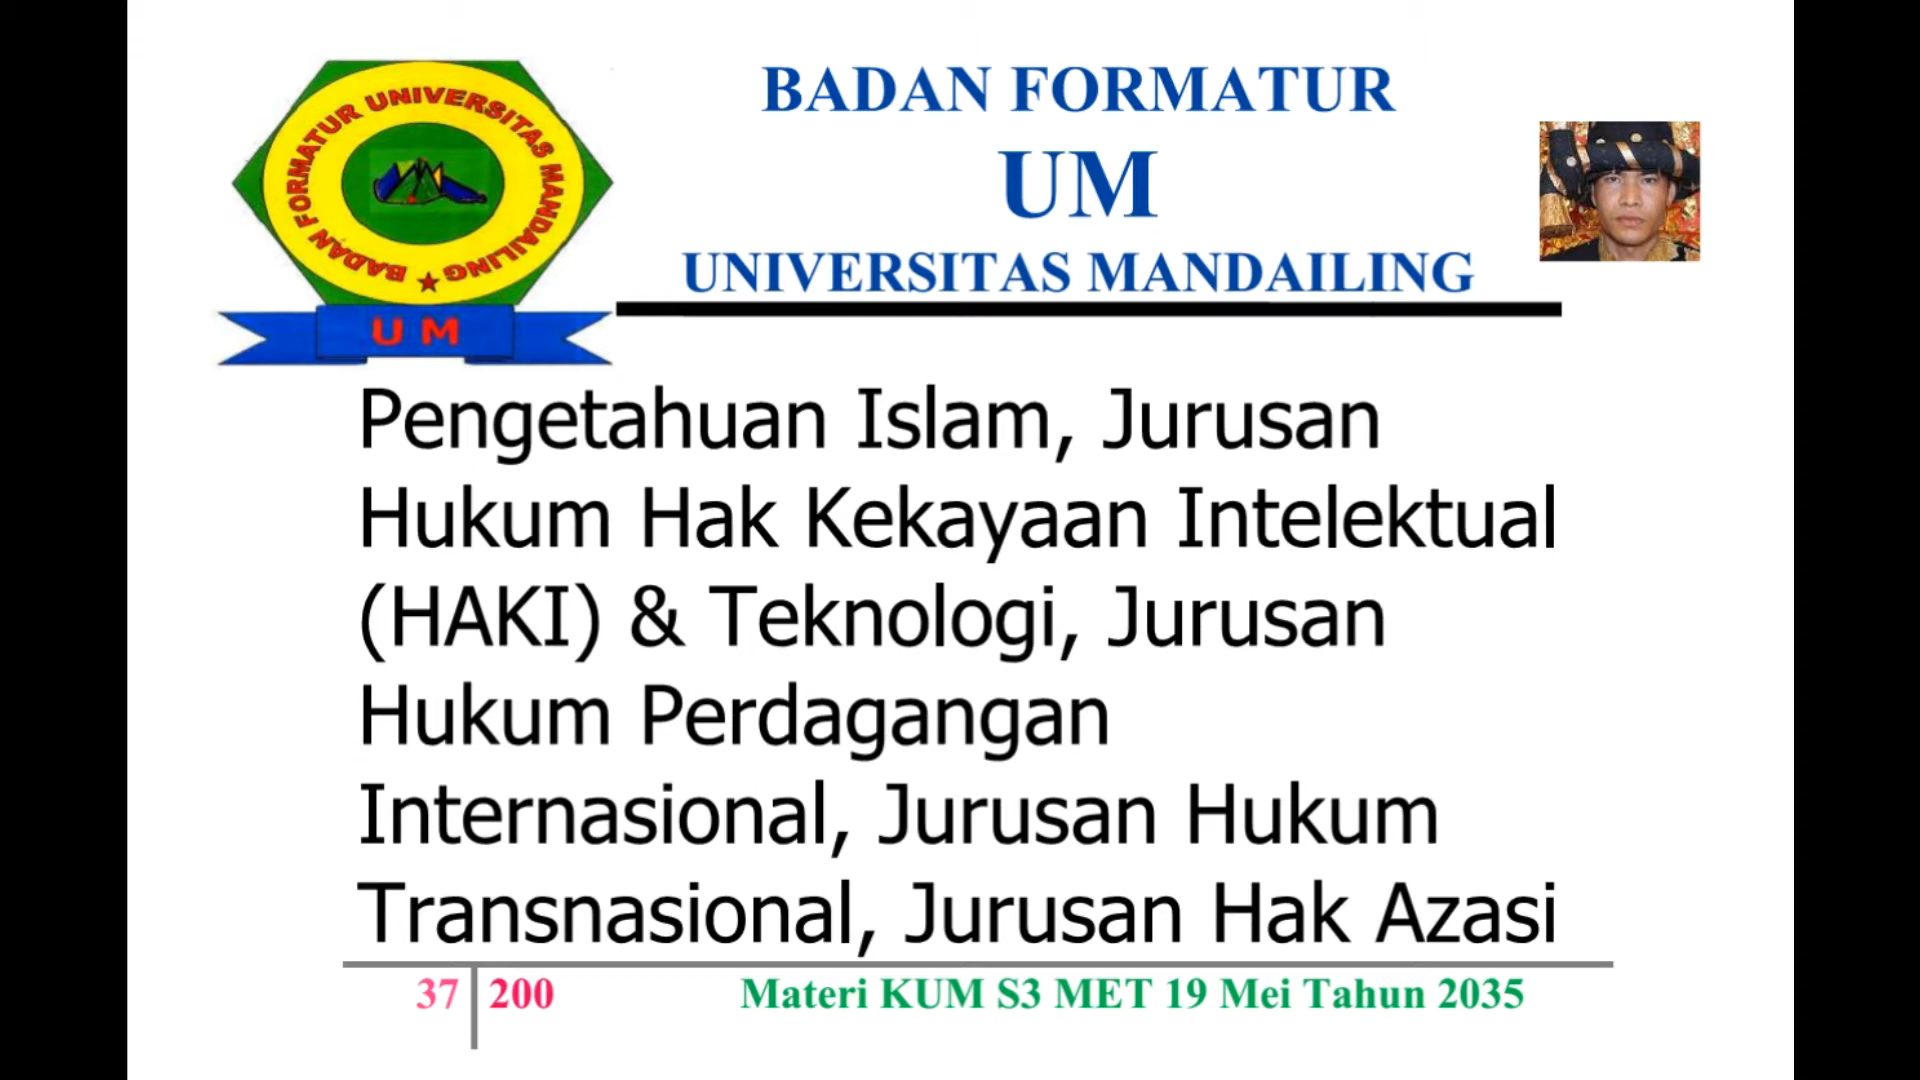 BADAN FORMATUR UNIVERSITAS MANDAILING
U M
BADAN FORMATUR
UM
UNIVERSITAS MANDAILING
Pengetahuan Islam, Jurusan
Hukum Hak Kekayaan Intelektual
(HAKI) & Teknologi, Jurusan
Hukum Perdagangan
Internasional, Jurusan Hukum
Transnasional, Jurusan Hak Azasi
37 200 Materi KUM S3 MET 19 Mei Tahun 2035